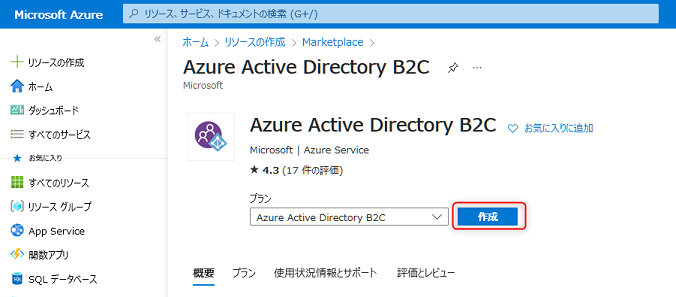 Microsoft Azure
リソース、サービス、ドキュメントの検索 (G+/)
リソースの作成
ホーム
ダッシュボード
すべてのサービス
お気に入り
すべてのリソース
リソース グループ
App Service
関数アプリ
SQL データベース
ホーム > リソースの作成 > Marketplace >
Azure Active Directory B2C
Microsoft
Azure Active Directory B2C
お気に入りに追加
Microsoft | Azure Service
★ 4.3 (17 件の評価)
プラン
Azure Active Directory B2C
作成
概要 プラン 使用状況情報とサポート 評価とレビュー